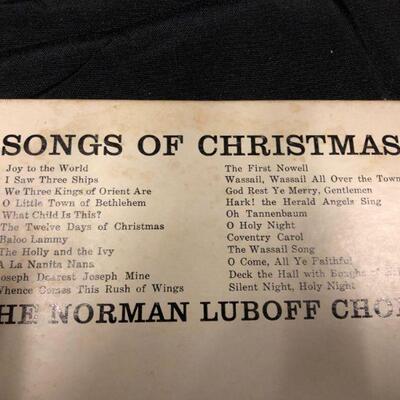 SONGS OF CHRISTMAS
Joy to the World
I Saw Three Ships
We Three Kings of Orient Are
O Little Town of Bethlehem
What Child Is This?
The Twelve Days of Christmas
Baloo Lammy
The Holly and the Ivy
A La Nanita Nana
Joseph Dearest Joseph Mine
Whence Comes This Rush of Wings
The First Nowell
Wassail, Wassail All Over the Town
God Rest Ye Merry, Gentlemen
Hark! the Herald Angels Sing
Oh Tannenbaum
O Holy Night
Coventry Carol
The Wassail Song
O Come, All Ye Faithful
Deck the Hall with Boughs of
Silent Night, Holy Night
THE NORMAN LUBOFF CHOI